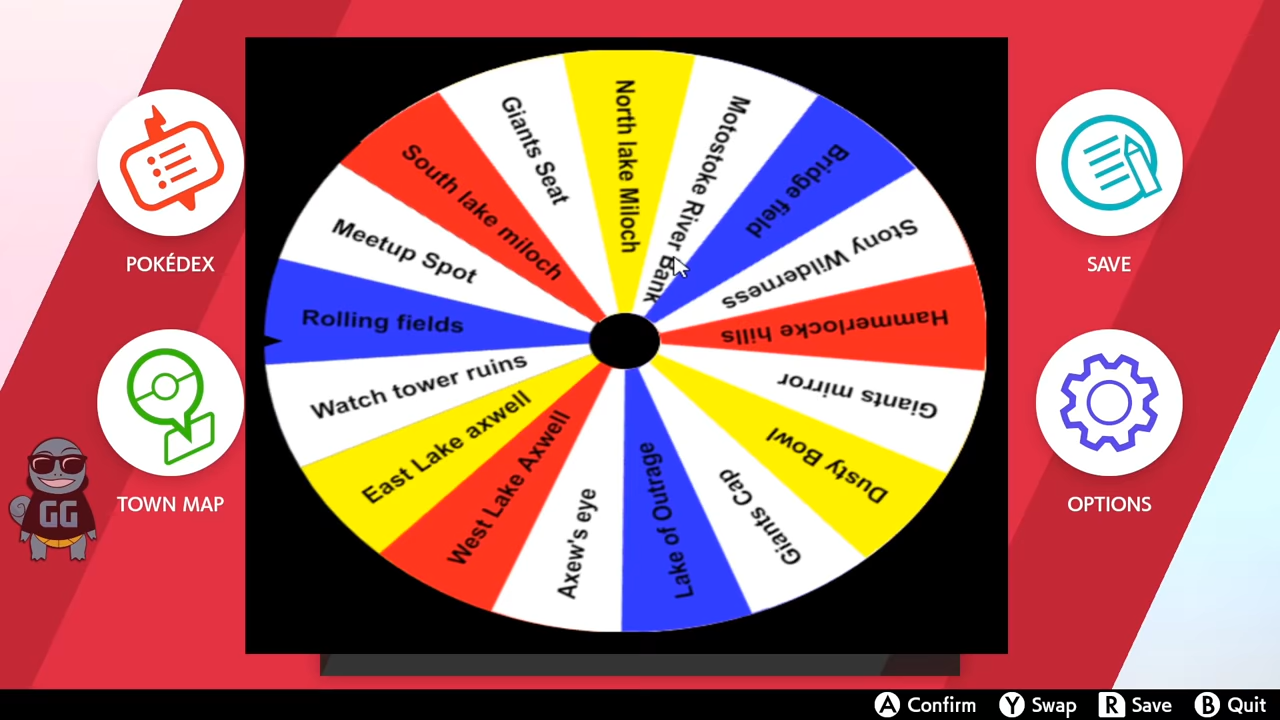 POKÉDEX
TOWN MAP
GG
North lake Miloch
Motostoke River Bank
Bridge field
Stony Wilderness
Hammerlocke hills
Giants mirror
Dusty Bowl
Giants Cap
Lake of Outrage
Axew's eye
West Lake Axwell
East Lake axwell
Watch tower ruins
Rolling fields
Meetup Spot
South lake miloch
Giants Seat
SAVE
OPTIONS
A Confirm Y Swap R Save B Quit